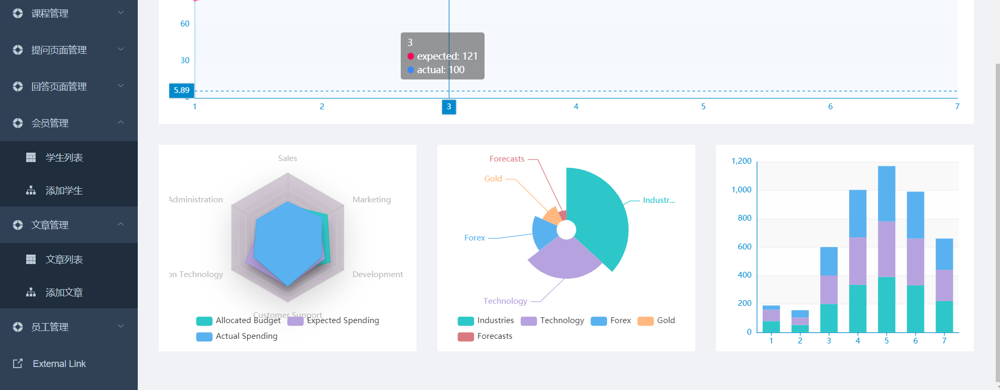 课程管理
提问页面管理
回答页面管理
会员管理
学生列表
添加学生
文章管理
文章列表
添加文章
员工管理
External Link
60
30
5.89
0
3
expected: 121
actual: 100
1
2
3
4
5
6
7
Sales
Administration
Marketing
on Technology
Development
Customer Support
Allocated Budget
Expected Spending
Actual Spending
Forecasts
Gold
Industr...
Forex
Technology
Industries
Technology
Forex
Gold
Forecasts
1,200
1,000
800
600
400
200
0
1
2
3
4
5
6
7